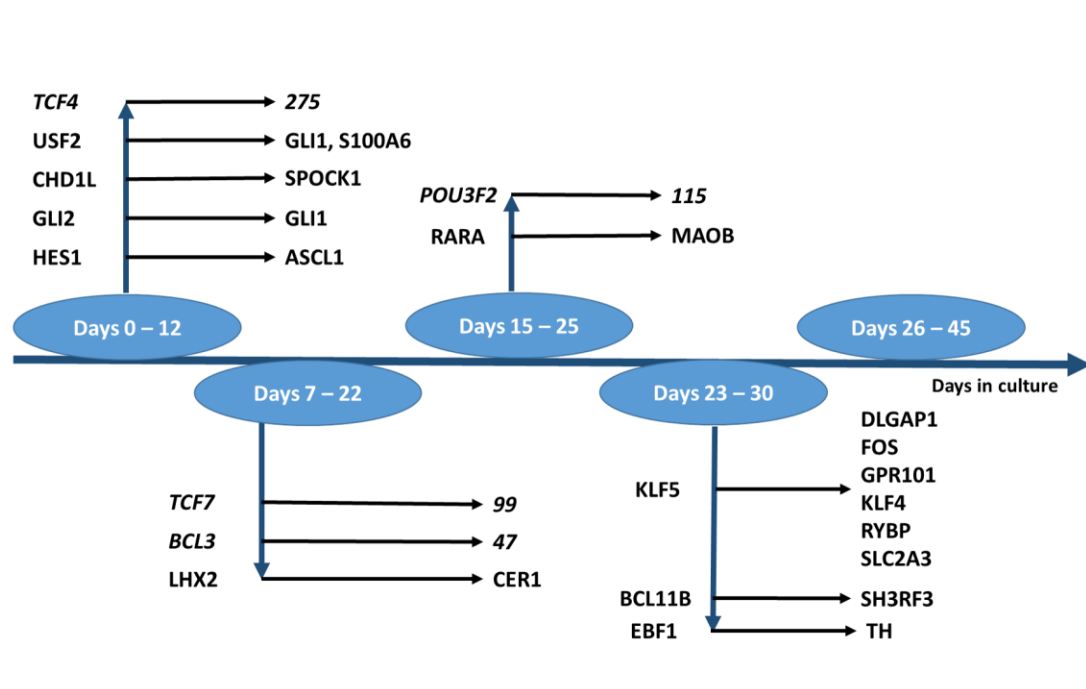 TCF4 275
USF2 GLI1, S100A6
CHD1L SPOCK1
GLI2 GLI1
HES1 ASCL1
POU3F2 115
RARA MAOB
Days 0 – 12
Days 15 – 25
Days 26 – 45
Days 7 – 22
Days 23 – 30
Days in culture
TCF7 99
BCL3 47
LHX2 CER1
KLF5
DLGAP1
FOS
GPR101
KLF4
RYBP
SLC2A3
BCL11B SH3RF3
EBF1 TH